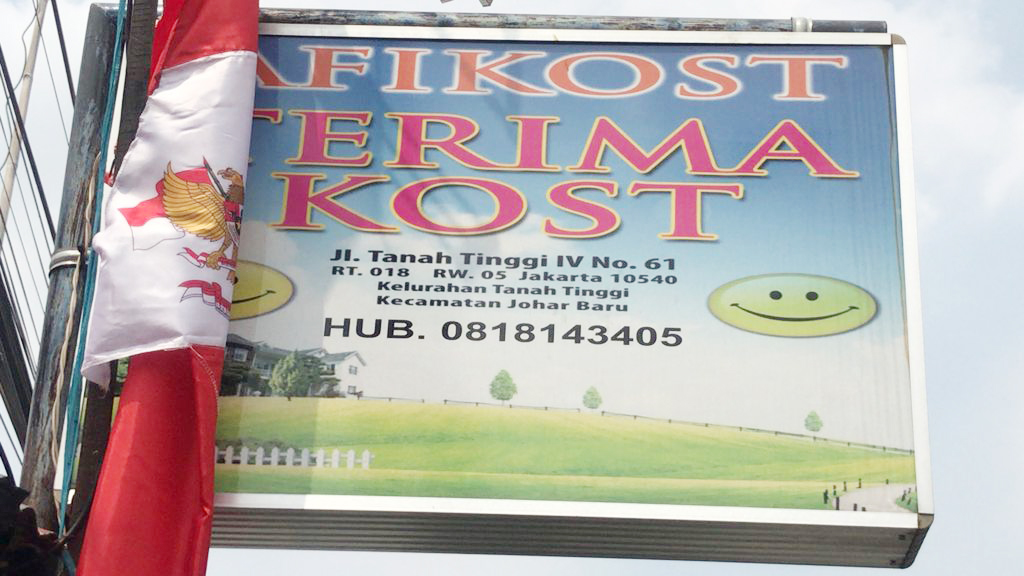 AFIKOST
TERIMA
KOST
Jl. Tanah Tinggi IV No. 61
RT. 018 RW. 05 Jakarta 10540
Kelurahan Tanah Tinggi
Kecamatan Johar Baru
HUB. 0818143405